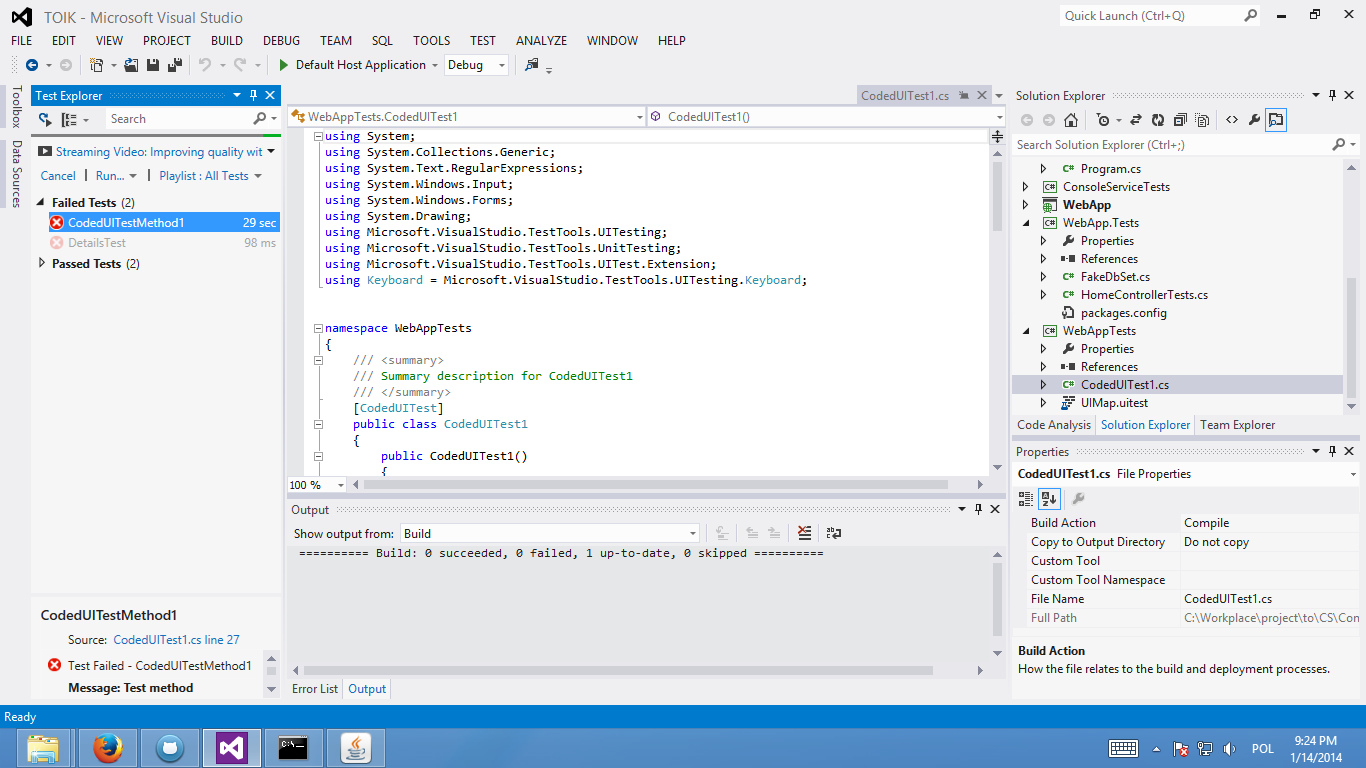 TOIK - Microsoft Visual Studio
Quick Launch (Ctrl+Q)
FILE EDIT VIEW PROJECT BUILD DEBUG TEAM SQL TOOLS TEST ANALYZE WINDOW HELP
Default Host Application Debug
Toolbox
Data Sources
Test Explorer
Search
Streaming Video: Improving quality wit
Cancel | Run... | Playlist : All Tests
Failed Tests (2)
CodedUITestMethod1 29 sec
DetailsTest 98 ms
Passed Tests (2)
CodedUITestMethod1
Source: CodedUITest1.cs line 27
Test Failed - CodedUITestMethod1
Message: Test method
CodedUITest1.cs
WebAppTests.CodedUITest1 CodedUITest1()
using System;
using System.Collections.Generic;
using System.Text.RegularExpressions;
using System.Windows.Input;
using System.Windows.Forms;
using System.Drawing;
using Microsoft.VisualStudio.TestTools.UITesting;
using Microsoft.VisualStudio.TestTools.UnitTesting;
using Microsoft.VisualStudio.TestTools.UITest.Extension;
using Keyboard = Microsoft.VisualStudio.TestTools.UITesting.Keyboard;
namespace WebAppTests
{
/// <summary>
/// Summary description for CodedUITest1
/// </summary>
[CodedUITest]
public class CodedUITest1
{
public CodedUITest1()
{
100 %
Output
Show output from: Build
========== Build: 0 succeeded, 0 failed, 1 up-to-date, 0 skipped ==========
Error List Output
Solution Explorer
Search Solution Explorer (Ctrl+;)
C# Program.cs
C# ConsoleServiceTests
WebApp
C# WebApp.Tests
Properties
References
C# FakeDbSet.cs
C# HomeControllerTests.cs
packages.config
C# WebAppTests
Properties
References
C# CodedUITest1.cs
UIMap.uitest
Code Analysis Solution Explorer Team Explorer
Properties
CodedUITest1.cs File Properties
Build Action Compile
Copy to Output Directory Do not copy
Custom Tool
Custom Tool Namespace
File Name CodedUITest1.cs
Full Path C:\Workplace\project\to\CS\Con
Build Action
How the file relates to the build and deployment processes.
Ready
C:\
POL
9:24 PM
1/14/2014